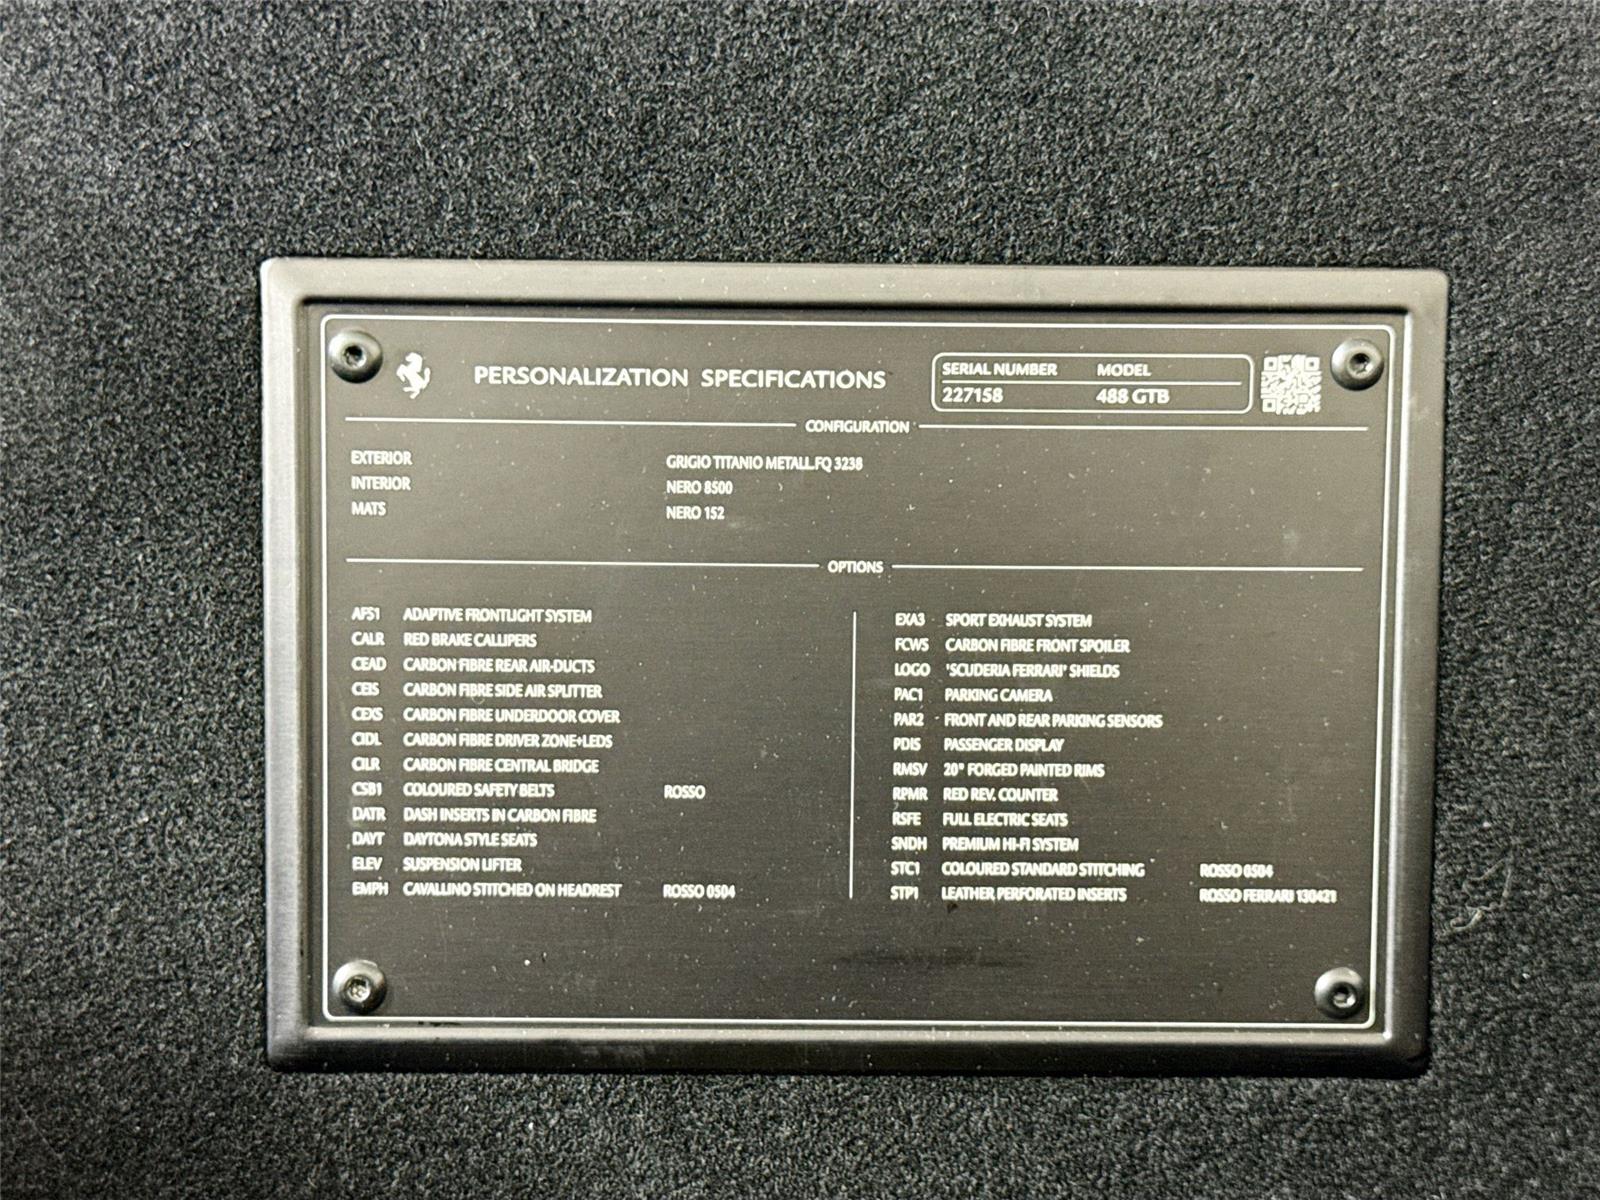 PERSONALIZATION SPECIFICATIONS
SERIAL NUMBER MODEL
227158 488 GTB
CONFIGURATION
EXTERIOR GRIGIO TITANIO METALL.FQ 3238
INTERIOR NERO 8500
MATS NERO 152
OPTIONS
AFS1 ADAPTIVE FRONTLIGHT SYSTEM
CALR RED BRAKE CALLIPERS
CEAD CARBON FIBRE REAR AIR-DUCTS
CEIS CARBON FIBRE SIDE AIR SPLITTER
CEXS CARBON FIBRE UNDERDOOR COVER
CIDL CARBON FIBRE DRIVER ZONE+LEDS
CILR CARBON FIBRE CENTRAL BRIDGE
CSB1 COLOURED SAFETY BELTS ROSSO
DATR DASH INSERTS IN CARBON FIBRE
DAYT DAYTONA STYLE SEATS
ELEV SUSPENSION LIFTER
EMPH CAVALLINO STITCHED ON HEADREST ROSSO 0504
EXA3 SPORT EXHAUST SYSTEM
FCWS CARBON FIBRE FRONT SPOILER
LOGO 'SCUDERIA FERRARI' SHIELDS
PAC1 PARKING CAMERA
PAR2 FRONT AND REAR PARKING SENSORS
PDIS PASSENGER DISPLAY
RMSV 20" FORGED PAINTED RIMS
RPMR RED REV. COUNTER
RSFE FULL ELECTRIC SEATS
SNDH PREMIUM HI-FI SYSTEM
STC1 COLOURED STANDARD STITCHING ROSSO 0504
STP1 LEATHER PERFORATED INSERTS ROSSO FERRARI 130421